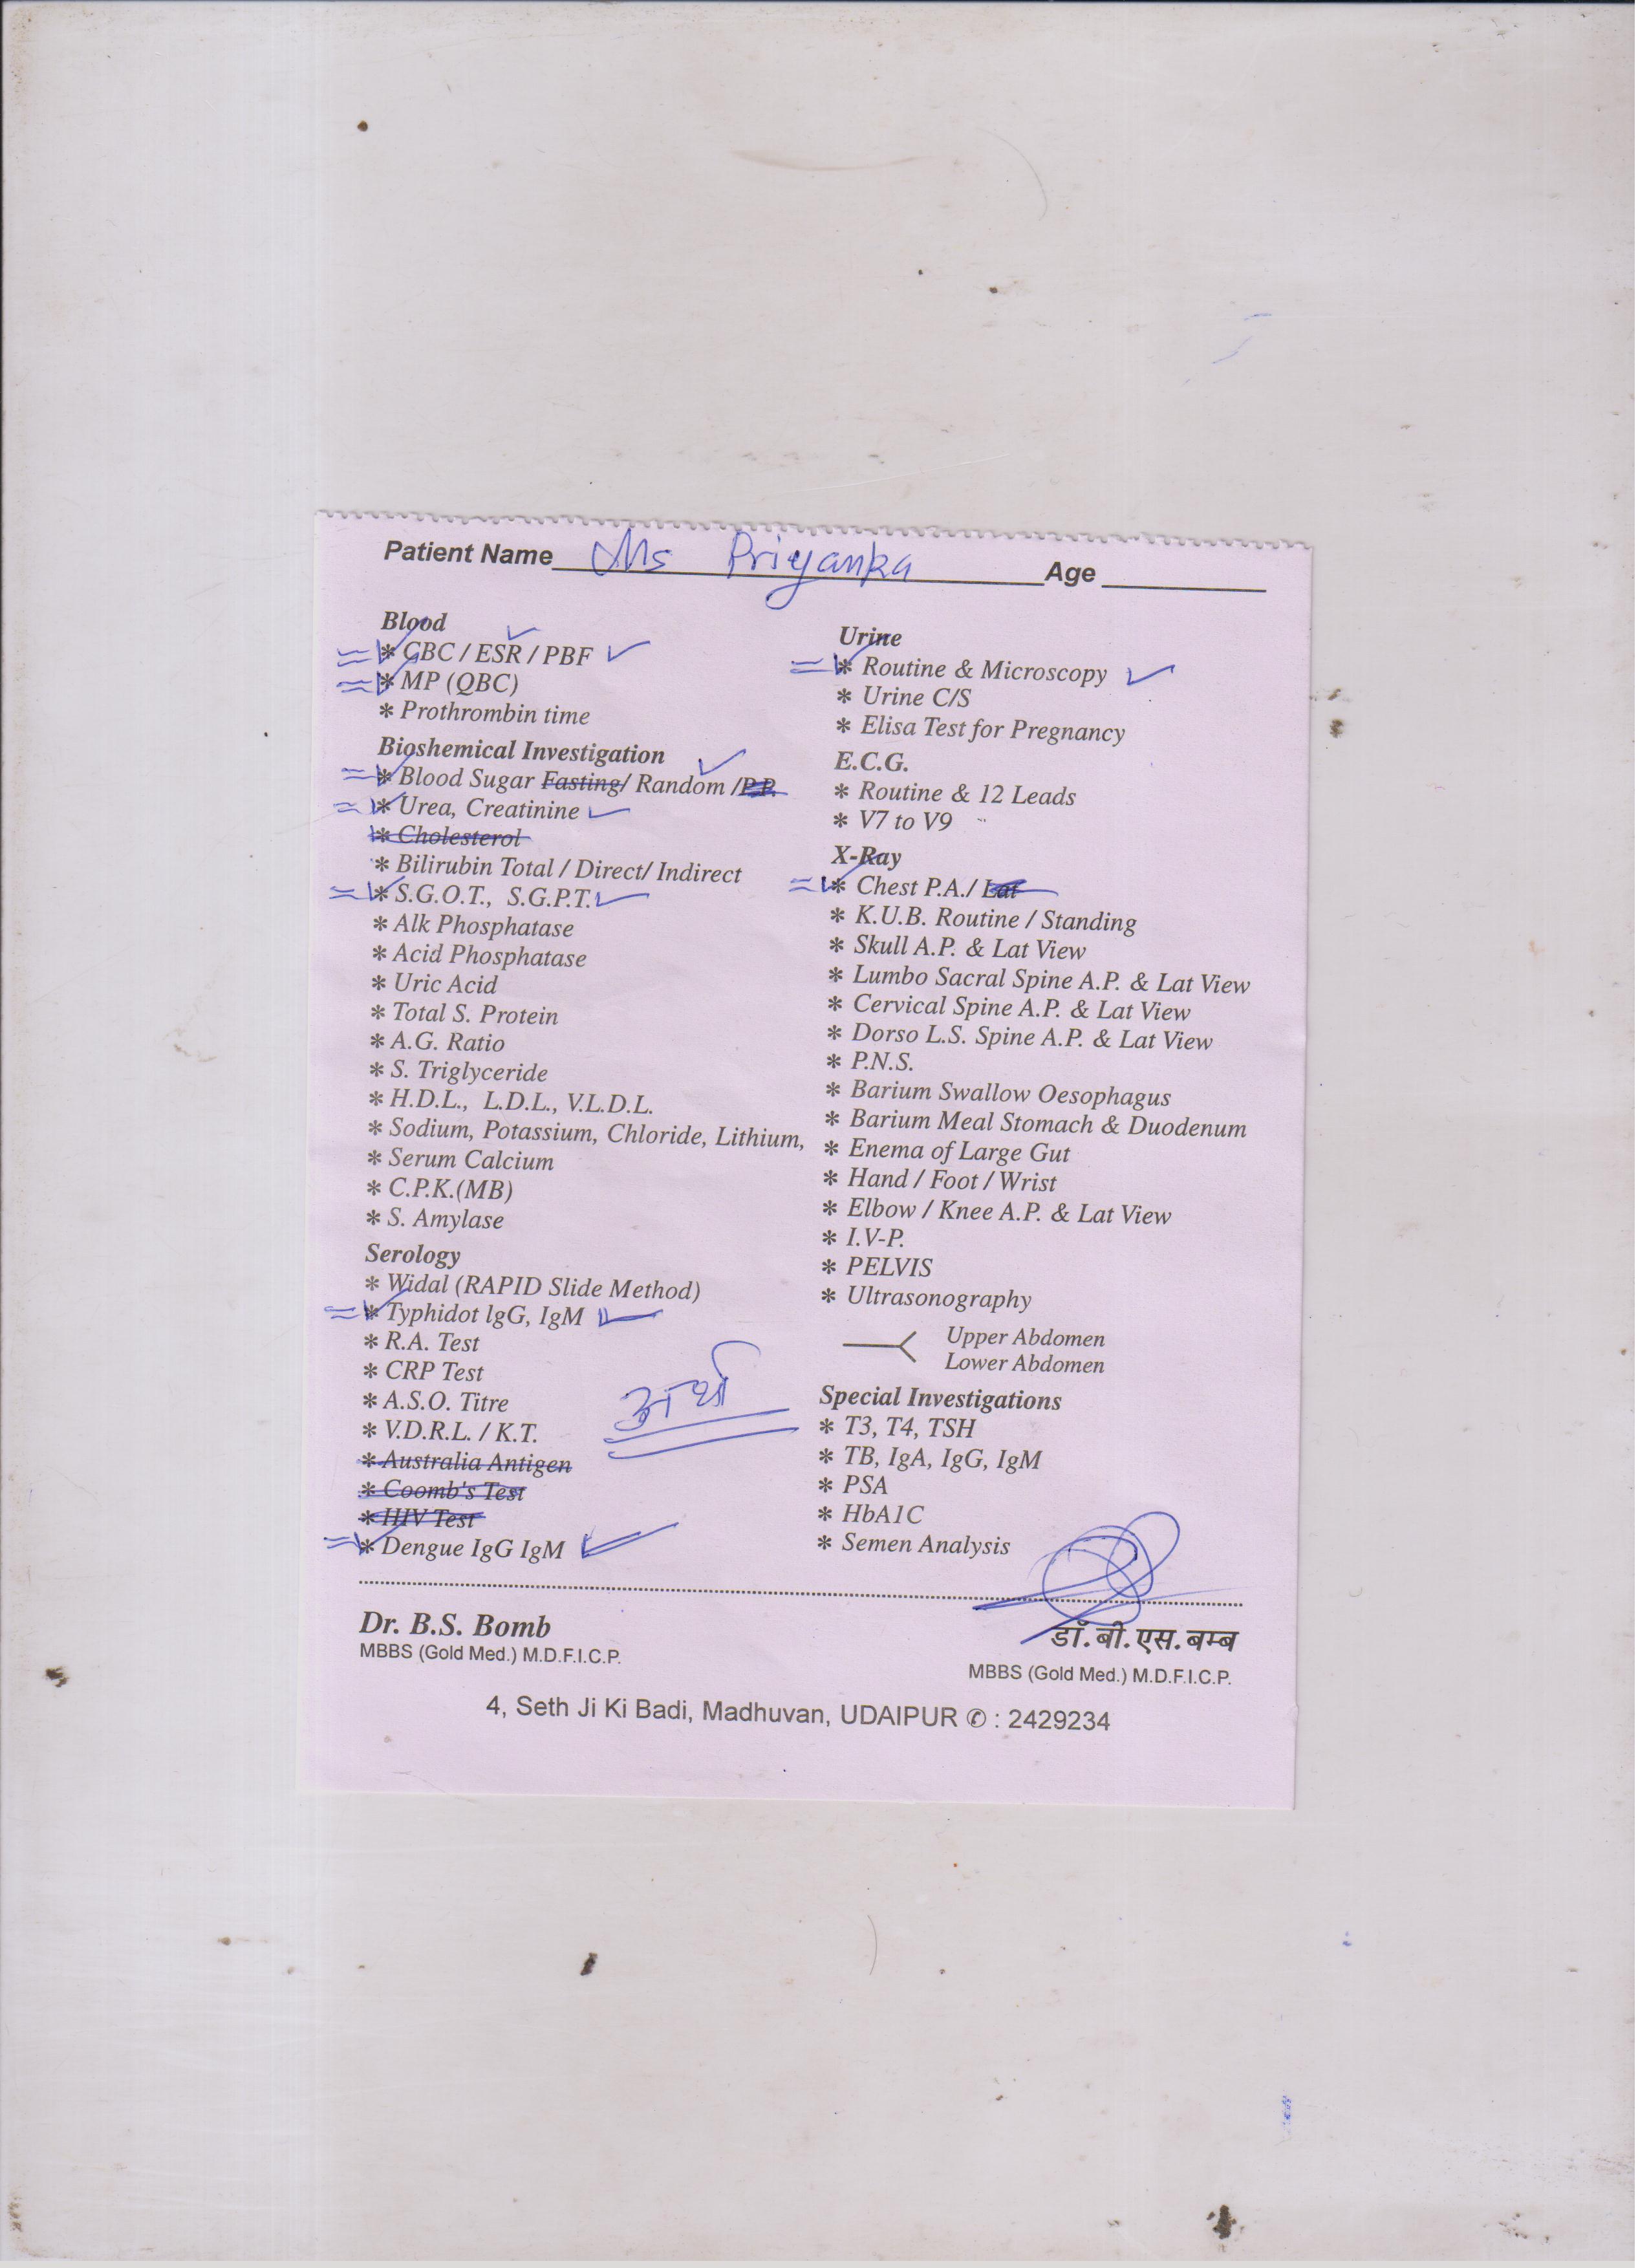 Patient Name Ms Priyanka Age
Blood
* CBC / ESR / PBF
* MP (QBC)
* Prothrombin time
Bioshemical Investigation
* Blood Sugar Fasting/ Random /P.P.
* Urea, Creatinine
* Cholesterol
* Bilirubin Total / Direct/ Indirect
* S.G.O.T., S.G.P.T.
* Alk Phosphatase
* Acid Phosphatase
* Uric Acid
* Total S. Protein
* A.G. Ratio
* S. Triglyceride
* H.D.L., L.D.L., V.L.D.L.
* Sodium, Potassium, Chloride, Lithium,
* Serum Calcium
* C.P.K.(MB)
* S. Amylase
Serology
* Widal (RAPID Slide Method)
* Typhidot lgG, IgM
* R.A. Test
* CRP Test
* A.S.O. Titre
* V.D.R.L. / K.T.
* Australia Antigen
* Coomb's Test
* HIV Test
* Dengue IgG IgM
Urine
* Routine & Microscopy
* Urine C/S
* Elisa Test for Pregnancy
E.C.G.
* Routine & 12 Leads
* V7 to V9
X-Ray
* Chest P.A./ Lat
* K.U.B. Routine / Standing
* Skull A.P. & Lat View
* Lumbo Sacral Spine A.P. & Lat View
* Cervical Spine A.P. & Lat View
* Dorso L.S. Spine A.P. & Lat View
* P.N.S.
* Barium Swallow Oesophagus
* Barium Meal Stomach & Duodenum
* Enema of Large Gut
* Hand / Foot / Wrist
* Elbow / Knee A.P. & Lat View
* I.V-P.
* PELVIS
* Ultrasonography
Upper Abdomen
Lower Abdomen
Special Investigations
* T3, T4, TSH
* TB, IgA, IgG, IgM
* PSA
* HbA1C
* Semen Analysis
Dr. B.S. Bomb
MBBS (Gold Med.) M.D.F.I.C.P.
डॉ. बी. एस. बम्ब
MBBS (Gold Med.) M.D.F.I.C.P.
4, Seth Ji Ki Badi, Madhuvan, UDAIPUR ✆ : 2429234